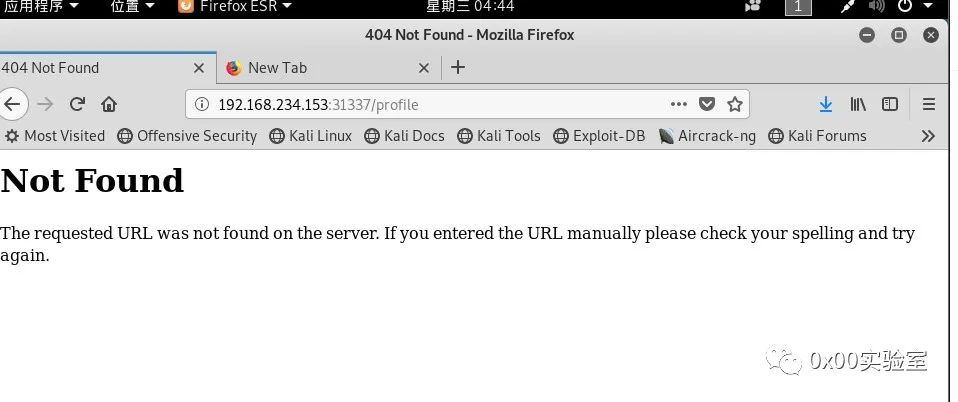 应用程序 位置 Firefox ESR 星期三 04:44 1
404 Not Found - Mozilla Firefox
404 Not Found New Tab
192.168.234.153:31337/profile
Most Visited Offensive Security Kali Linux Kali Docs Kali Tools Exploit-DB Aircrack-ng Kali Forums
Not Found
The requested URL was not found on the server. If you entered the URL manually please check your spelling and try
again.
0x00实验室